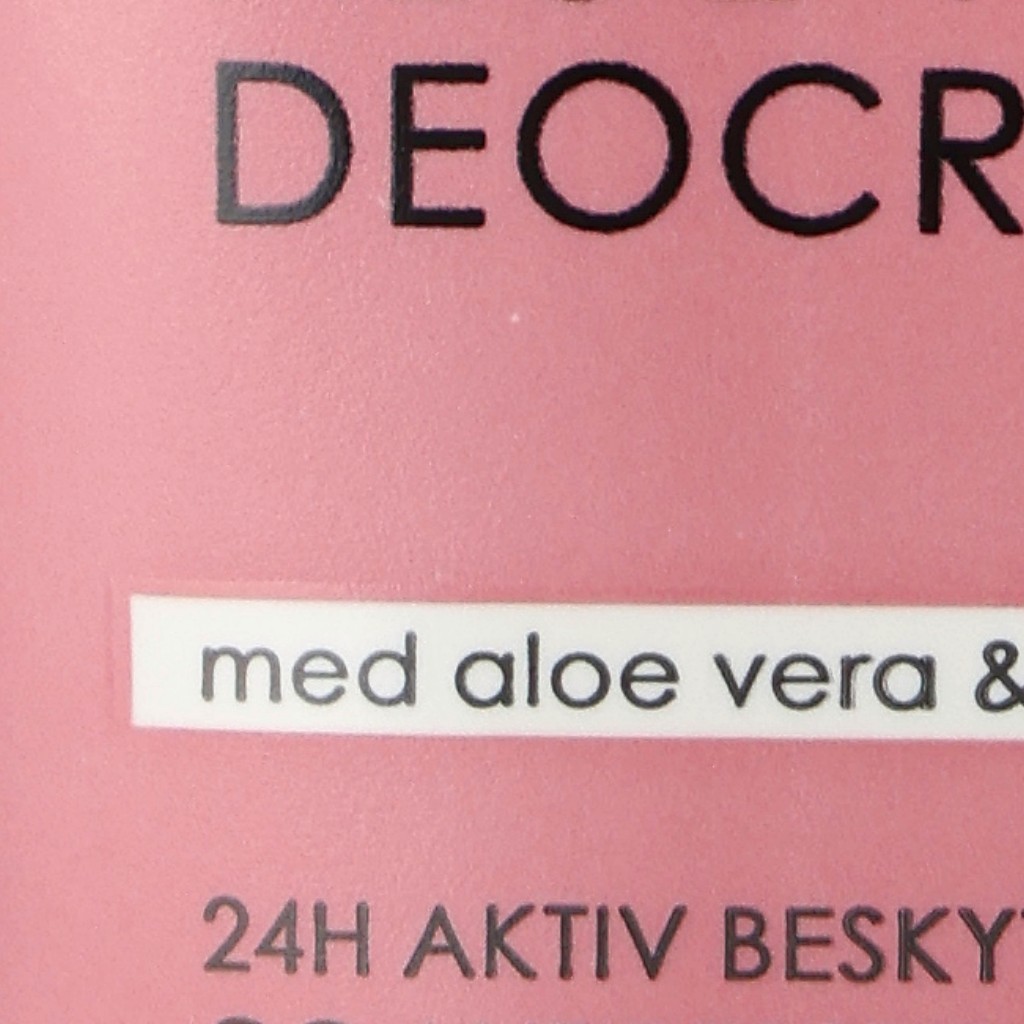 DEOCR
med aloe vera &
24H AKTIV BESKY